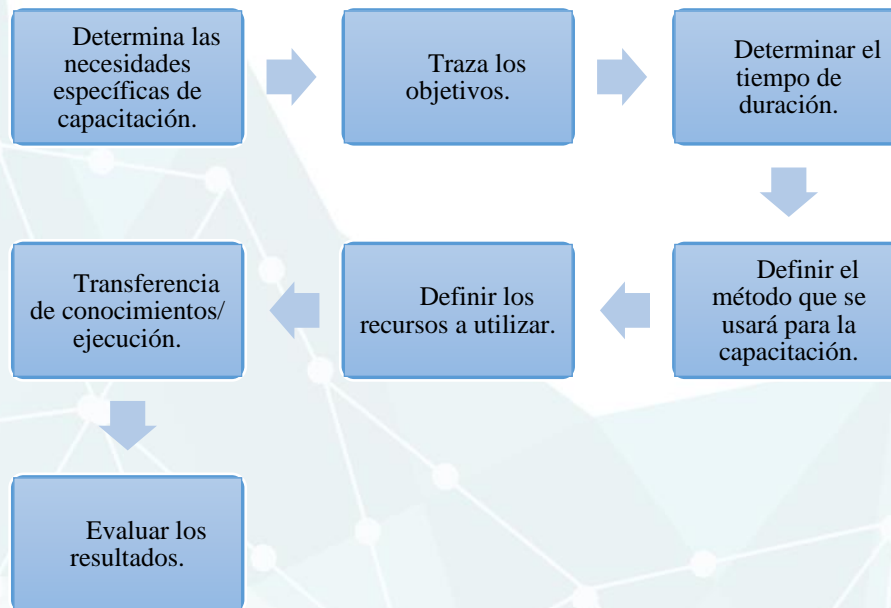 Determina las
necesidades
específicas de
capacitación.
Traza los
objetivos.
Determinar el
tiempo de
duración.
Definir el
método que se
usará para la
capacitación.
Definir los
recursos a utilizar.
Transferencia
de conocimientos/
ejecución.
Evaluar los
resultados.